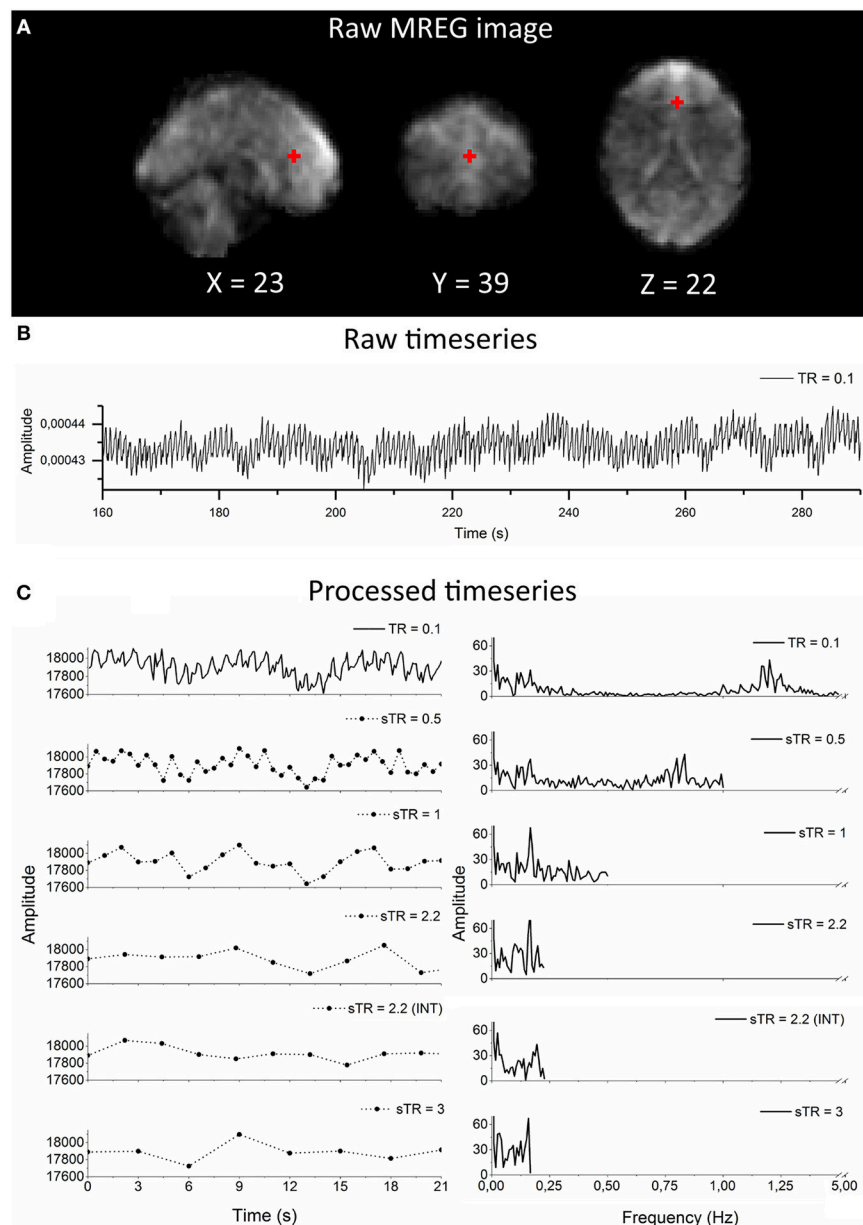 A
Raw MREG image
X = 23 Y = 39 Z = 22
B
Raw timeseries
TR = 0.1
Amplitude
0,00044
0,00043
160 180 200 220 240 260 280
Time (s)
C
Processed timeseries
TR = 0.1
18000
17800
17600
sTR = 0.5
18000
17800
17600
sTR = 1
18000
17800
17600
sTR = 2.2
18000
17800
17600
sTR = 2.2 (INT)
18000
17800
17600
sTR = 3
18000
17800
17600
0 3 6 9 12 15 18 21
Amplitude
Time (s)
TR = 0.1
60
30
0
sTR = 0.5
60
30
0
sTR = 1
60
30
0
sTR = 2.2
60
30
0
sTR = 2.2 (INT)
60
30
0
sTR = 3
60
30
0
0,00 0,25 0,50 0,75 1,00 5,00
Amplitude
Frequency (Hz)